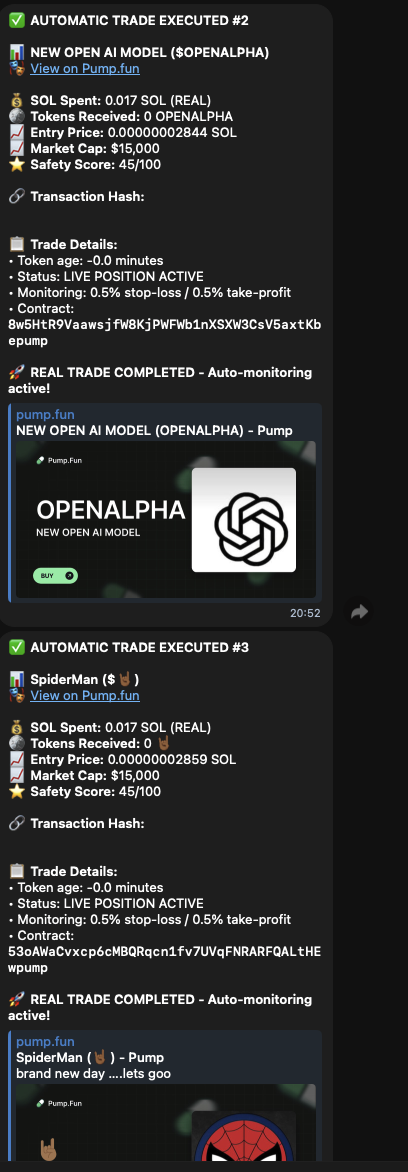 ✅ AUTOMATIC TRADE EXECUTED #2
📊 NEW OPEN AI MODEL ($OPENALPHA)
🎭 View on Pump.fun
💰 SOL Spent: 0.017 SOL (REAL)
🪙 Tokens Received: 0 OPENALPHA
📈 Entry Price: 0.00000002844 SOL
📈 Market Cap: $15,000
⭐ Safety Score: 45/100
🔗 Transaction Hash:
📋 Trade Details:
• Token age: -0.0 minutes
• Status: LIVE POSITION ACTIVE
• Monitoring: 0.5% stop-loss / 0.5% take-profit
• Contract:
8w5HtR9VaawsjfW8KjPWFWb1nXSXW3CsV5axtKb
epump
🚀 REAL TRADE COMPLETED - Auto-monitoring
active!
pump.fun
NEW OPEN AI MODEL (OPENALPHA) - Pump
Pump.Fun
OPENALPHA
NEW OPEN AI MODEL
BUY
20:52
✅ AUTOMATIC TRADE EXECUTED #3
📊 SpiderMan ($🤘🏾)
🎭 View on Pump.fun
💰 SOL Spent: 0.017 SOL (REAL)
🪙 Tokens Received: 0 🤘🏾
📈 Entry Price: 0.00000002859 SOL
📈 Market Cap: $15,000
⭐ Safety Score: 45/100
🔗 Transaction Hash:
📋 Trade Details:
• Token age: -0.0 minutes
• Status: LIVE POSITION ACTIVE
• Monitoring: 0.5% stop-loss / 0.5% take-profit
• Contract:
53oAWaCvxcp6cMBQRqcn1fv7UVqFNRARFQALtHE
wpump
🚀 REAL TRADE COMPLETED - Auto-monitoring
active!
pump.fun
SpiderMan (🤘🏾) - Pump
brand new day ....lets goo
Pump.Fun